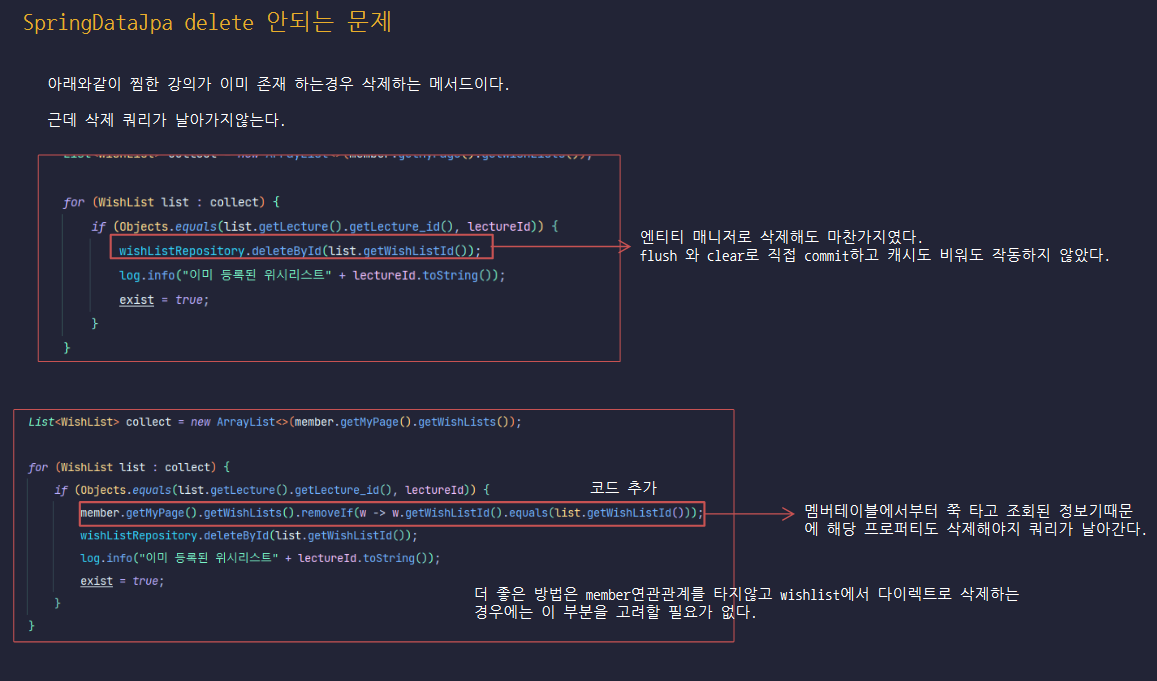 SpringDataJpa delete 안되는 문제
아래와같이 찜한 강의가 이미 존재 하는경우 삭제하는 메서드이다.
근데 삭제 쿼리가 날아가지않는다.
List<WishList> collect = new ArrayList<>(member.getMyPage().getWishLists());
for (WishList list : collect) {
if (Objects.equals(list.getLecture().getLecture_id(), lectureId)) {
wishListRepository.deleteById(list.getWishListId());
log.info("이미 등록된 위시리스트" + lectureId.toString());
exist = true;
}
}
엔티티 매니저로 삭제해도 마찬가지였다.
flush 와 clear로 직접 commit하고 캐시도 비워도 작동하지 않았다.
List<WishList> collect = new ArrayList<>(member.getMyPage().getWishLists());
for (WishList list : collect) {
if (Objects.equals(list.getLecture().getLecture_id(), lectureId)) {
코드 추가
member.getMyPage().getWishLists().removeIf(w -> w.getWishListId().equals(list.getWishListId()));
wishListRepository.deleteById(list.getWishListId());
log.info("이미 등록된 위시리스트" + lectureId.toString());
exist = true;
}
}
멤버테이블에서부터 쭉 타고 조회된 정보기때문
에 해당 프로퍼티도 삭제해야지 쿼리가 날아간다.
더 좋은 방법은 member연관관계를 타지않고 wishlist에서 다이렉트로 삭제하는
경우에는 이 부분을 고려할 필요가 없다.